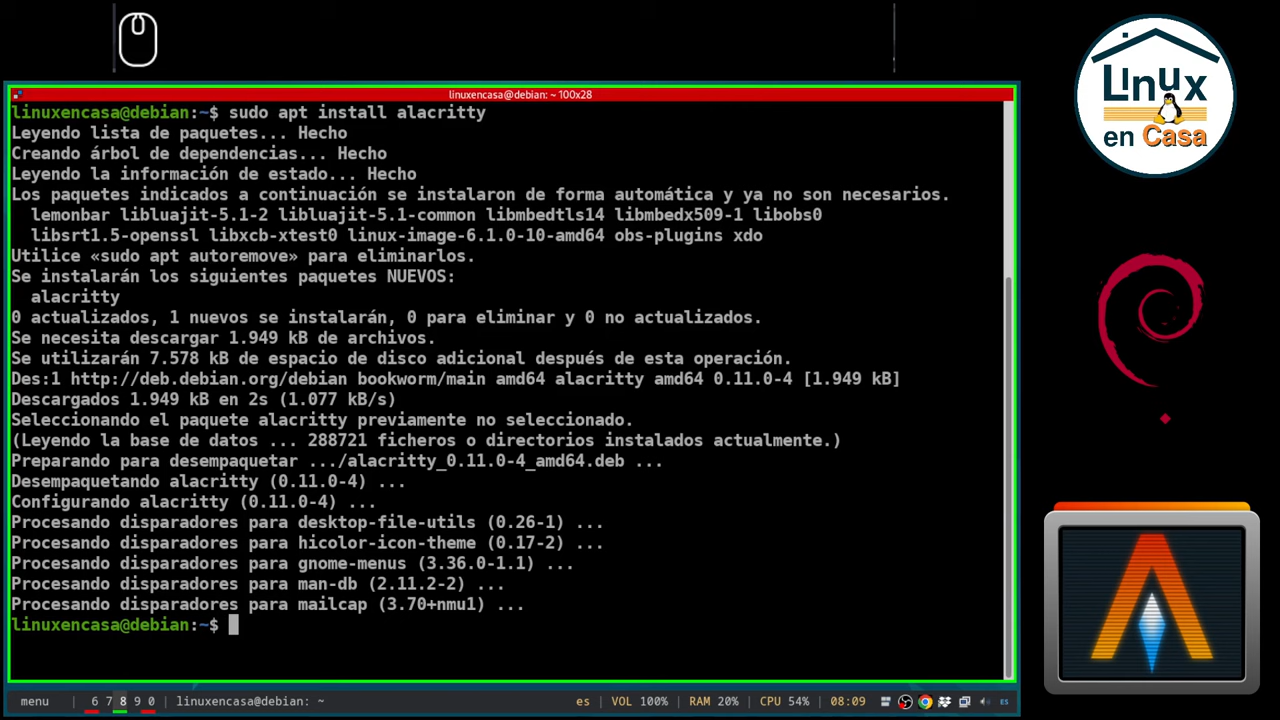 linuxencasa@debian: ~ 100x28
linuxencasa@debian:~$ sudo apt install alacritty
Leyendo lista de paquetes... Hecho
Creando árbol de dependencias... Hecho
Leyendo la información de estado... Hecho
Los paquetes indicados a continuación se instalaron de forma automática y ya no son necesarios.
  lemonbar libluajit-5.1-2 libluajit-5.1-common libmbedtls14 libmbedx509-1 libobs0
  libsrt1.5-openssl libxcb-xtest0 linux-image-6.1.0-10-amd64 obs-plugins xdo
Utilice «sudo apt autoremove» para eliminarlos.
Se instalarán los siguientes paquetes NUEVOS:
  alacritty
0 actualizados, 1 nuevos se instalarán, 0 para eliminar y 0 no actualizados.
Se necesita descargar 1.949 kB de archivos.
Se utilizarán 7.578 kB de espacio de disco adicional después de esta operación.
Des:1 http://deb.debian.org/debian bookworm/main amd64 alacritty amd64 0.11.0-4 [1.949 kB]
Descargados 1.949 kB en 2s (1.077 kB/s)
Seleccionando el paquete alacritty previamente no seleccionado.
(Leyendo la base de datos ... 288721 ficheros o directorios instalados actualmente.)
Preparando para desempaquetar .../alacritty_0.11.0-4_amd64.deb ...
Desempaquetando alacritty (0.11.0-4) ...
Configurando alacritty (0.11.0-4) ...
Procesando disparadores para desktop-file-utils (0.26-1) ...
Procesando disparadores para hicolor-icon-theme (0.17-2) ...
Procesando disparadores para gnome-menus (3.36.0-1.1) ...
Procesando disparadores para man-db (2.11.2-2) ...
Procesando disparadores para mailcap (3.70+nmu1) ...
linuxencasa@debian:~$
menu 6 7 8 9 0 linuxencasa@debian: ~ es VOL 100% RAM 20% CPU 54% 08:09 ES
LInUx
en Casa